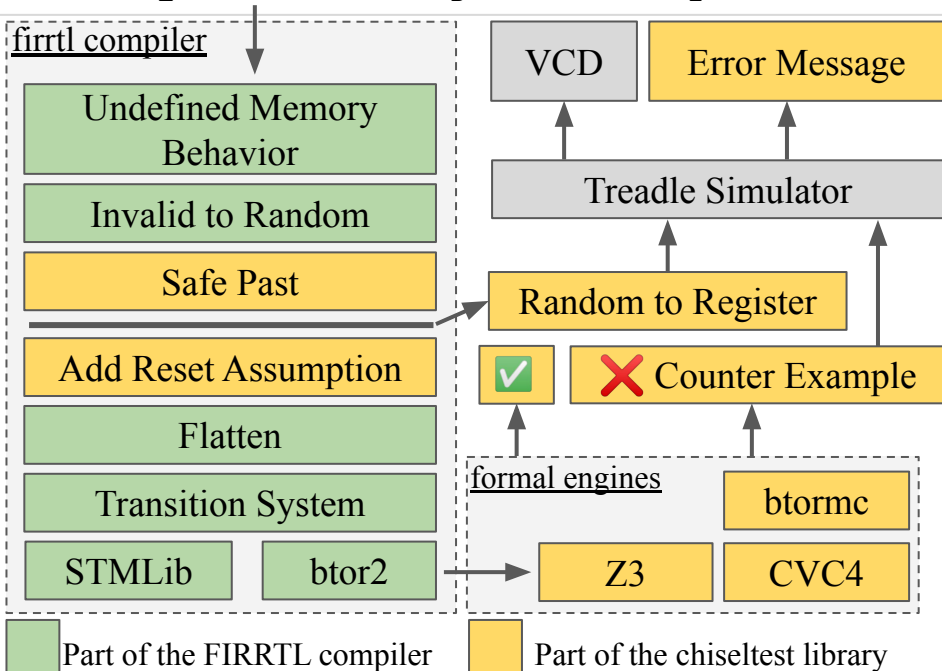 firrtl compiler
Undefined Memory
Behavior
Invalid to Random
Safe Past
Add Reset Assumption
Flatten
Transition System
STMLib
btor2
VCD
Error Message
Treadle Simulator
Random to Register
✅
❌ Counter Example
formal engines
btormc
Z3
CVC4
Part of the FIRRTL compiler
Part of the chiseltest library